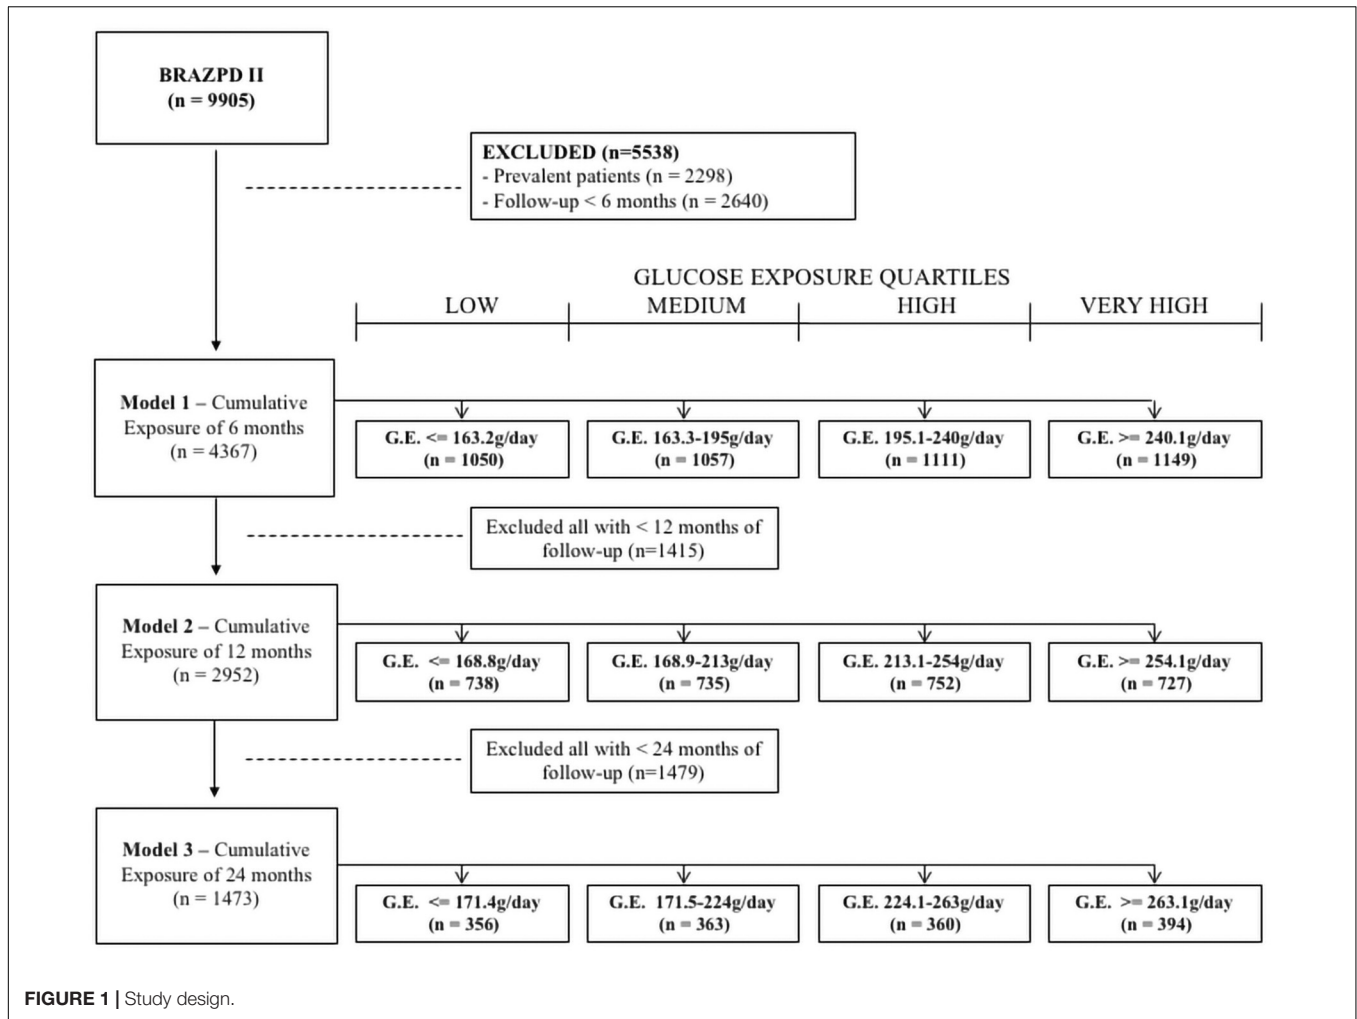 BRAZPD II
(n = 9905)
EXCLUDED (n=5538)
- Prevalent patients (n = 2298)
- Follow-up < 6 months (n = 2640)
GLUCOSE EXPOSURE QUARTILES
LOW MEDIUM HIGH VERY HIGH
Model 1 – Cumulative
Exposure of 6 months
(n = 4367)
G.E. <= 163.2g/day
(n = 1050)
G.E. 163.3-195g/day
(n = 1057)
G.E. 195.1-240g/day
(n = 1111)
G.E. >= 240.1g/day
(n = 1149)
Excluded all with < 12 months of
follow-up (n=1415)
Model 2 – Cumulative
Exposure of 12 months
(n = 2952)
G.E. <= 168.8g/day
(n = 738)
G.E. 168.9-213g/day
(n = 735)
G.E. 213.1-254g/day
(n = 752)
G.E. >= 254.1g/day
(n = 727)
Excluded all with < 24 months of
follow-up (n=1479)
Model 3 – Cumulative
Exposure of 24 months
(n = 1473)
G.E. <= 171.4g/day
(n = 356)
G.E. 171.5-224g/day
(n = 363)
G.E. 224.1-263g/day
(n = 360)
G.E. >= 263.1g/day
(n = 394)
FIGURE 1 | Study design.